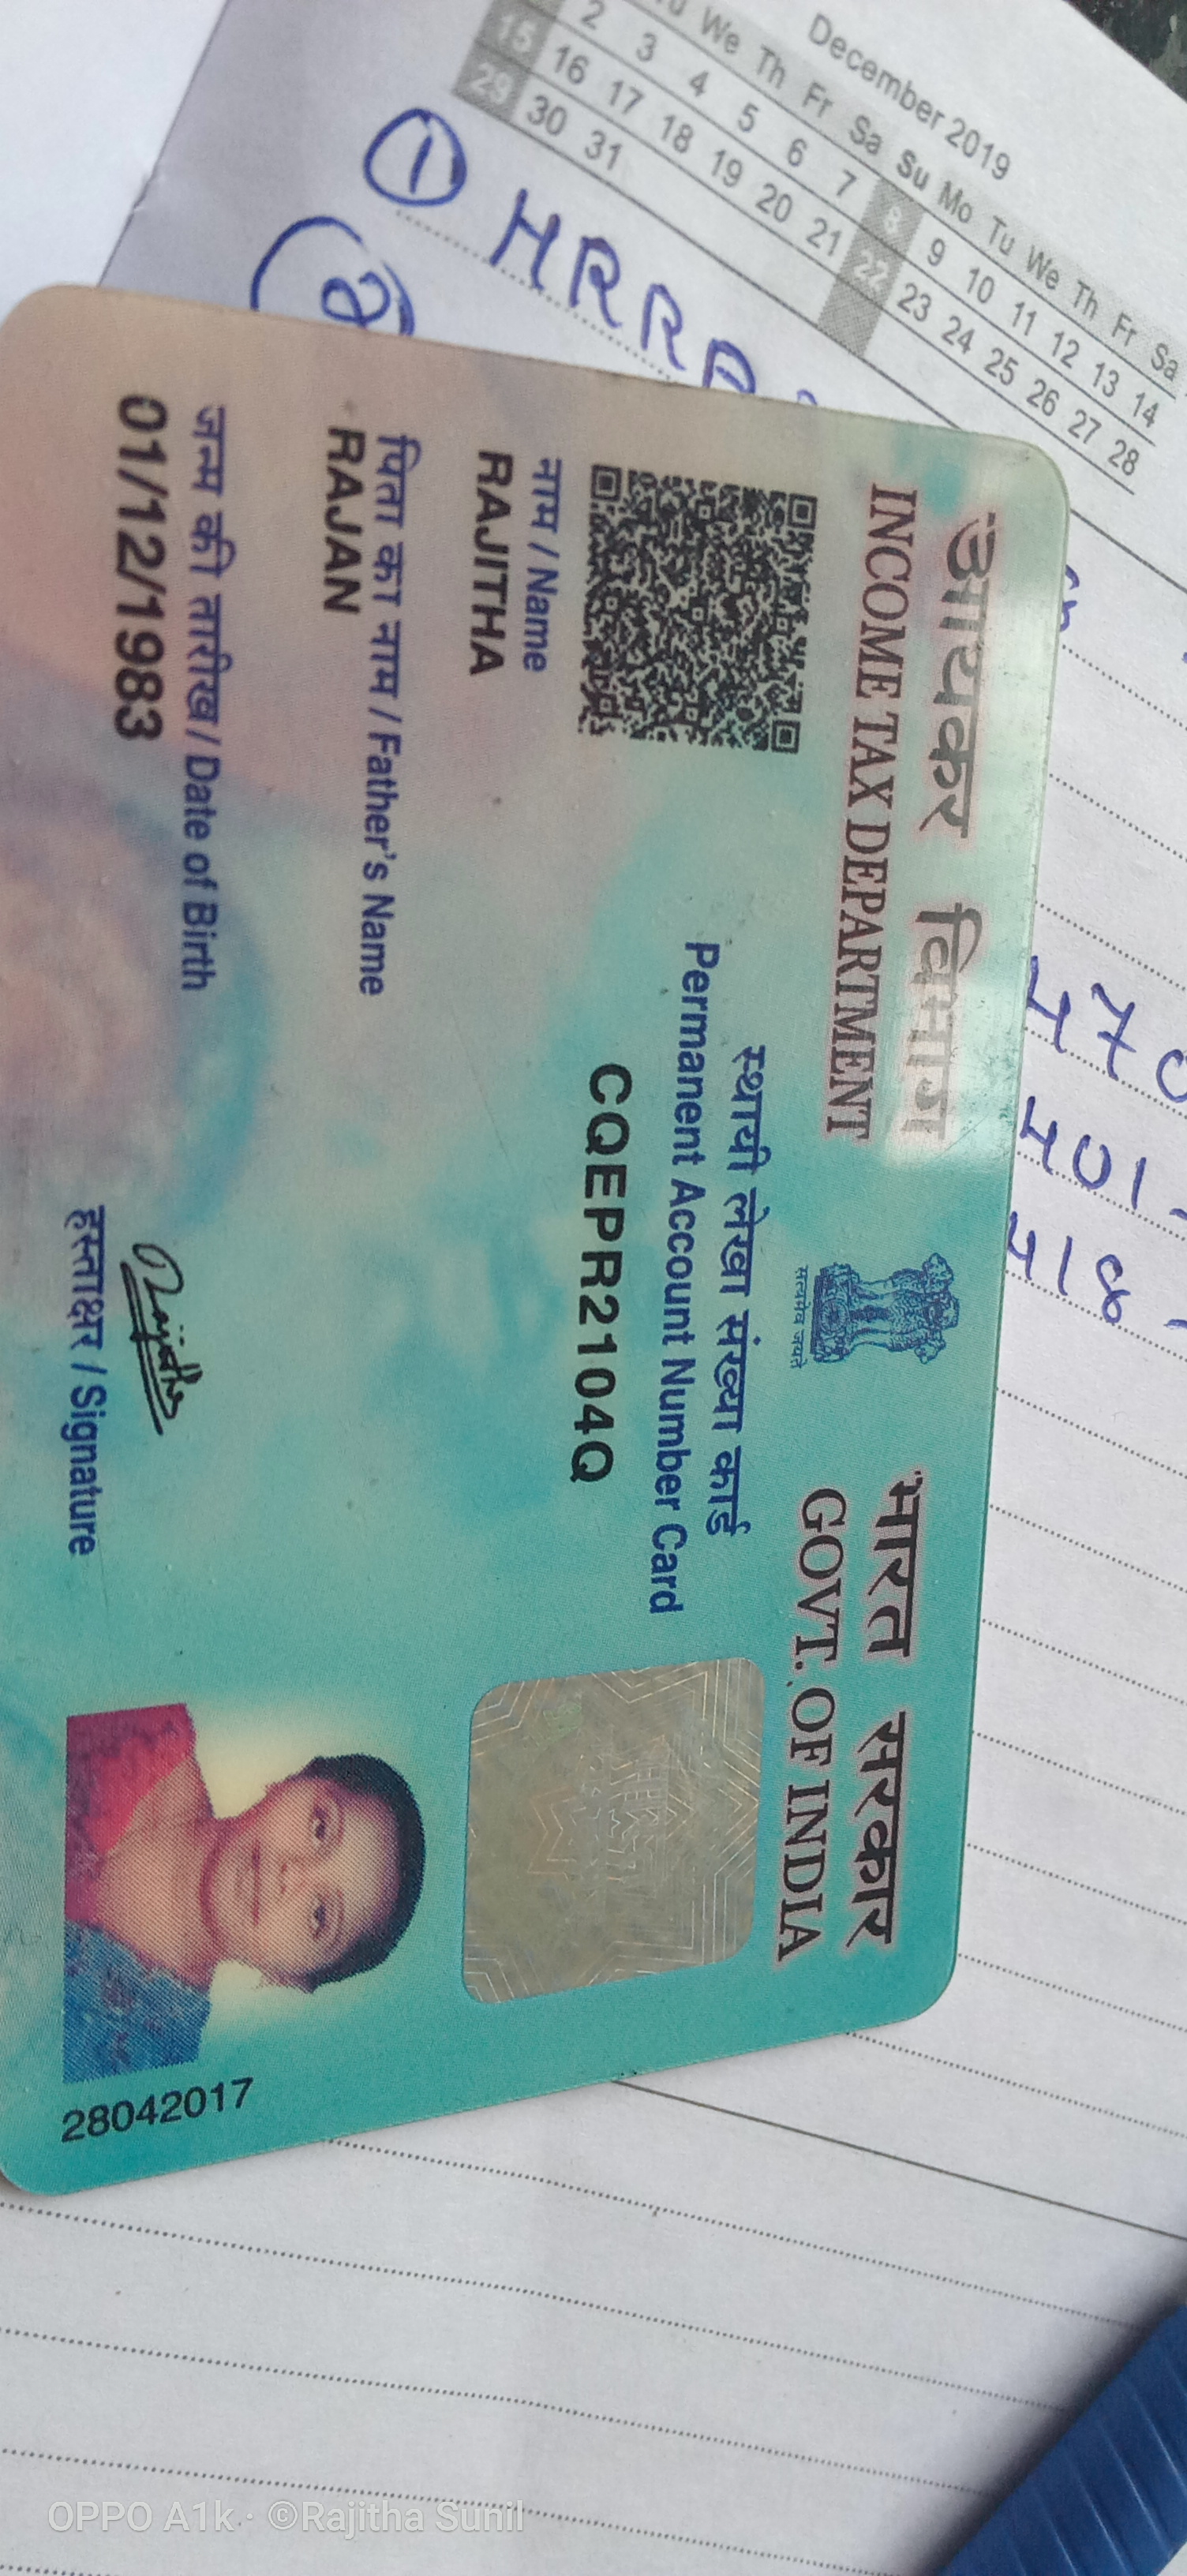 December 2019
Tu We Th Fr Sa Su Mo Tu We Th Fr Sa
2 3 4 5 6 7 8 9 10 11 12 13 14
15 16 17 18 19 20 21 22 23 24 25 26 27 28
29 30 31
1 HRRP
2
470
401-
418-
आयकर विभाग
INCOME TAX DEPARTMENT
सत्यमेव जयते
भारत सरकार
GOVT. OF INDIA
स्थायी लेखा संख्या कार्ड
Permanent Account Number Card
CQEPR2104Q
नाम / Name
RAJITHA
पिता का नाम / Father's Name
RAJAN
जन्म की तारीख / Date of Birth
01/12/1983
Rajitha
हस्ताक्षर / Signature
28042017
OPPO A1k · ©Rajitha Sunil